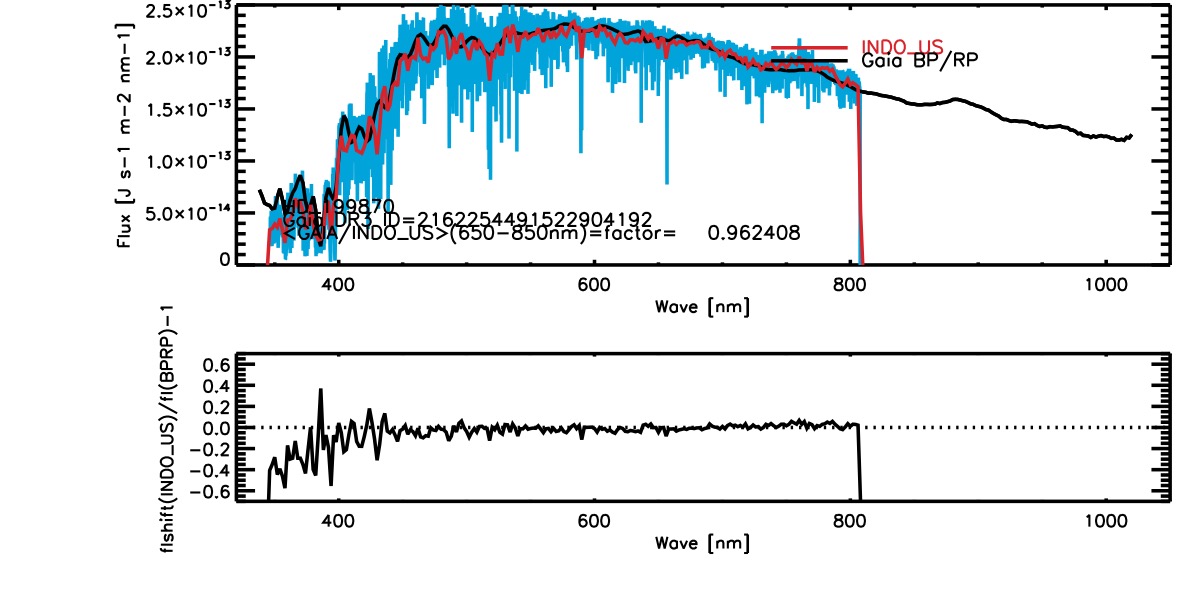 2.5×10−13
2.0×10−13
1.5×10−13
1.0×10−13
5.0×10−14
0
Flux [J s−1 m−2 nm−1]
INDO_US
Gaia BP/RP
HD 199870
Gaia DR3 ID=2162254491522904192
<GAIA/INDO_US>(650−850nm)=factor= 0.962408
400 600 800 1000
Wave [nm]
flshift(INDO_US)/fl(BPRP)−1
0.6
0.4
0.2
0.0
−0.2
−0.4
−0.6
400 600 800 1000
Wave [nm]